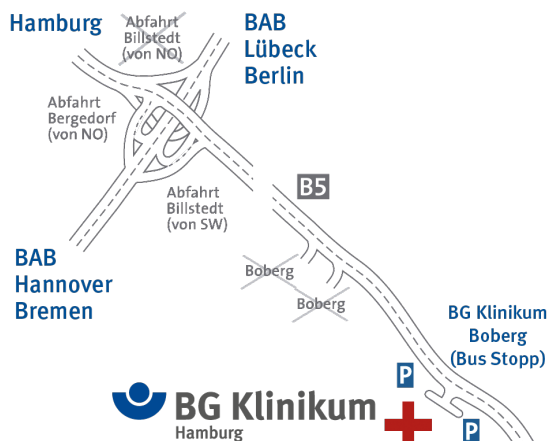 Hamburg
Abfahrt
Billstedt
(von NO)
BAB
Lübeck
Berlin
Abfahrt
Bergedorf
(von NO)
B5
Abfahrt
Billstedt
(von SW)
BAB
Hannover
Bremen
Boberg
Boberg
BG Klinikum
Boberg
(Bus Stopp)
P
BG Klinikum
Hamburg
P